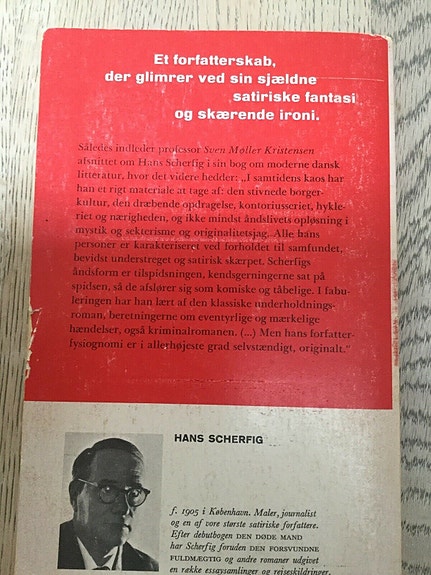 Et forfatterskab,
der glimrer ved sin sjældne
satiriske fantasi
og skærende ironi.
Således indleder professor Sven Møller Kristensen
afsnittet om Hans Scherfig i sin bog om moderne dansk
litteratur, hvor det videre hedder: „I samtidens kaos har
han et rigt materiale at tage af: den stivnede borger-
kultur, den dræbende opdragelse, kontoriusseriet, hykle-
riet og nærigheden, og ikke mindst åndslivets opløsning i
mystik og sekterisme og originalitetsjag. Alle hans
personer er karakteriseret ved forholdet til samfundet,
bevidst understreget og satirisk skærpet. Scherfigs
åndsform er tilspidsningen, kendsgerningerne sat på
spidsen, så de afslører sig som komiske og tåbelige. I fabu-
leringen har han lært af den klassiske underholdnings-
roman, beretningerne om eventyrlige og mærkelige
hændelser, også kriminalromanen. (...) Men hans forfatter-
fysiognomi er i allerhøjeste grad selvstændigt, originalt."
HANS SCHERFIG
f. 1905 i København. Maler, journalist
og en af vore største satiriske forfattere.
Efter debutbogen DEN DØDE MAND
har Scherfig foruden DEN FORSVUNDNE
FULDMÆGTIG og andre romaner udgivet
en række essaysamlinger og rejseskildringer,